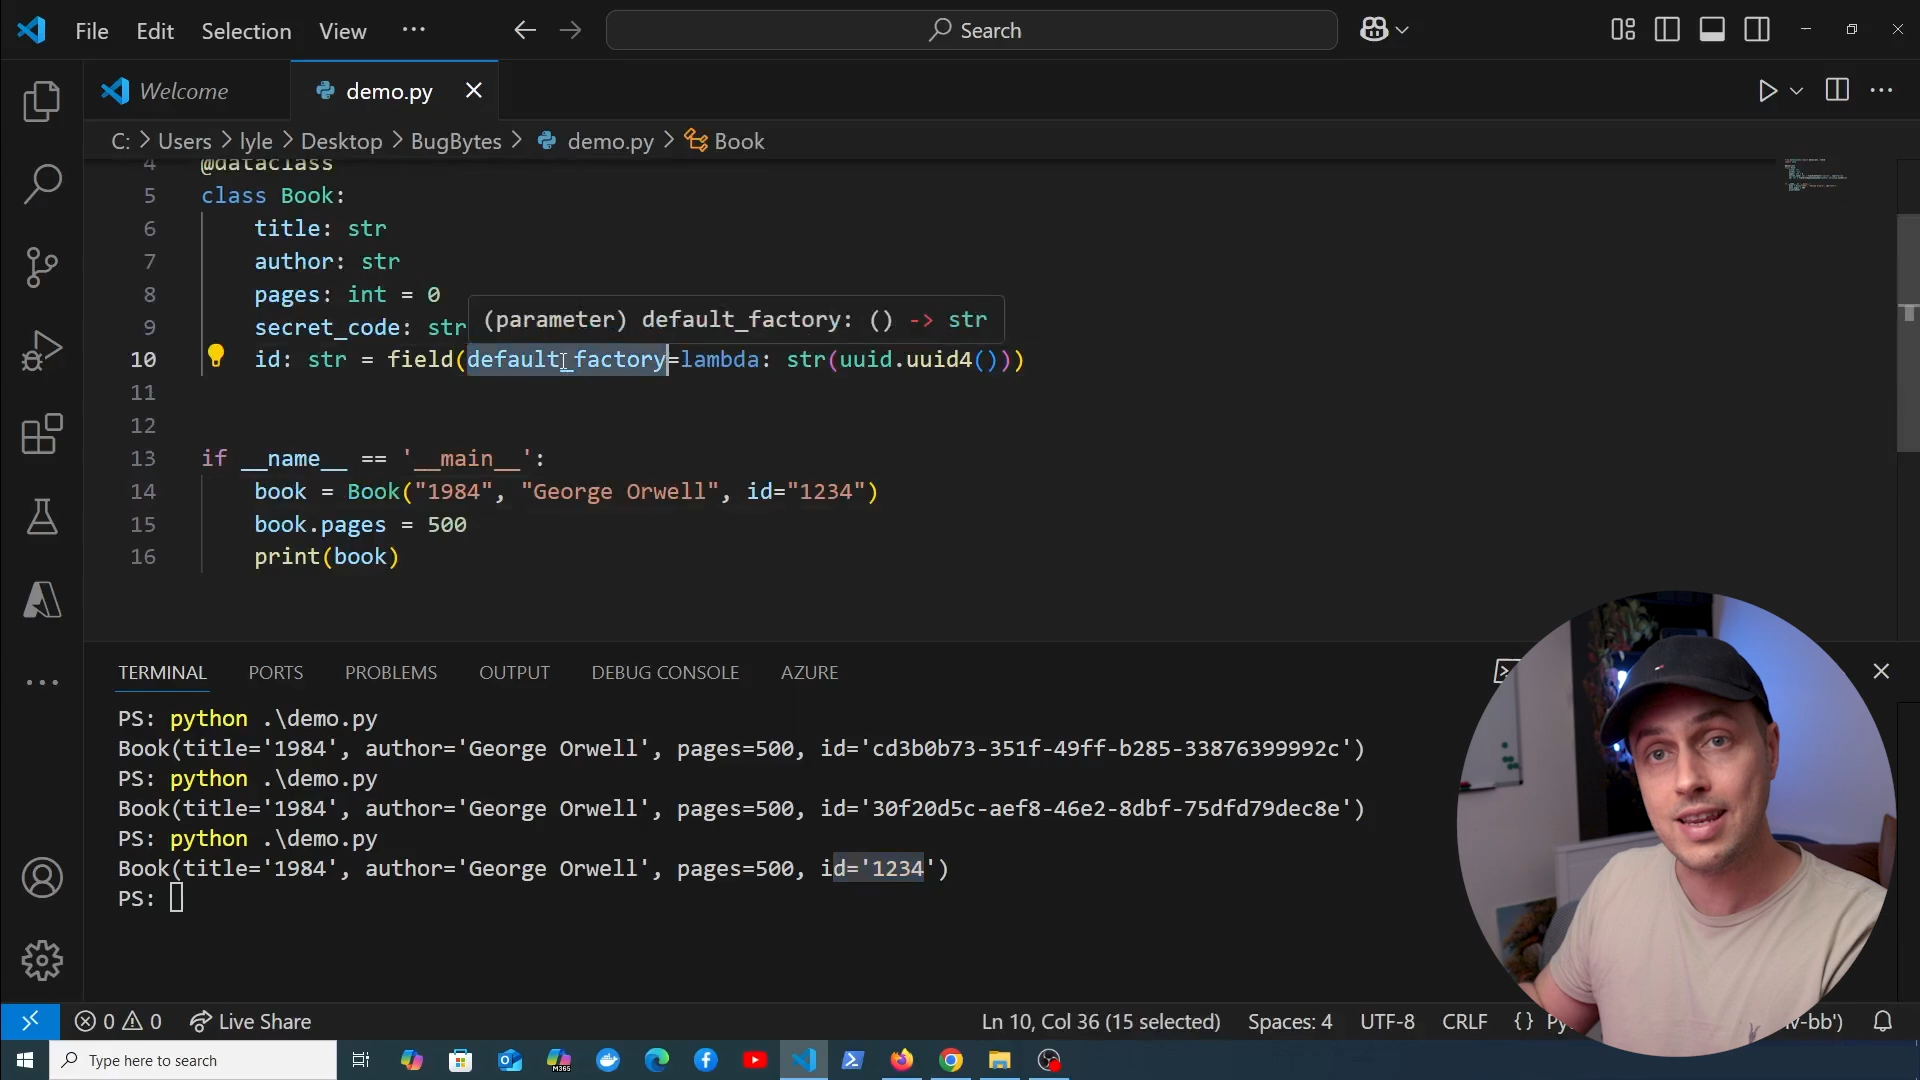 File Edit Selection View ... Search
Welcome demo.py
C: > Users > lyle > Desktop > BugBytes > demo.py > Book
4 @dataclass
5 class Book:
6 title: str
7 author: str
8 pages: int = 0
9 secret_code: str
(parameter) default_factory: () -> str
10 id: str = field(default_factory=lambda: str(uuid.uuid4()))
11
12
13 if __name__ == '__main__':
14 book = Book("1984", "George Orwell", id="1234")
15 book.pages = 500
16 print(book)
TERMINAL PORTS PROBLEMS OUTPUT DEBUG CONSOLE AZURE
PS: python .\demo.py
Book(title='1984', author='George Orwell', pages=500, id='cd3b0b73-351f-49ff-b285-33876399992c')
PS: python .\demo.py
Book(title='1984', author='George Orwell', pages=500, id='30f20d5c-aef8-46e2-8dbf-75dfd79dec8e')
PS: python .\demo.py
Book(title='1984', author='George Orwell', pages=500, id='1234')
PS:
0 0 Live Share Ln 10, Col 36 (15 selected) Spaces: 4 UTF-8 CRLF {} Py v-bb')
Type here to search M365